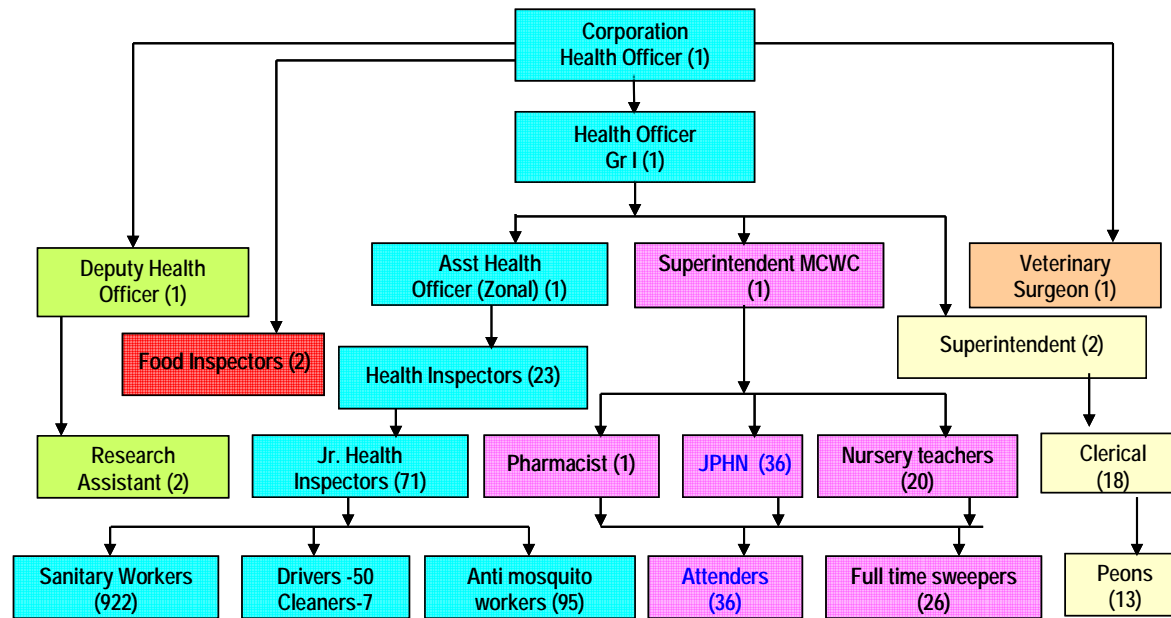 Corporation
Health Officer (1)
Health Officer
Gr I (1)
Deputy Health
Officer (1)
Asst Health
Officer (Zonal) (1)
Superintendent MCWC
(1)
Veterinary
Surgeon (1)
Food Inspectors (2)
Health Inspectors (23)
Superintendent (2)
Research
Assistant (2)
Jr. Health
Inspectors (71)
Pharmacist (1)
JPHN (36)
Nursery teachers
(20)
Clerical
(18)
Sanitary Workers
(922)
Drivers -50
Cleaners-7
Anti mosquito
workers (95)
Attenders
(36)
Full time sweepers
(26)
Peons
(13)